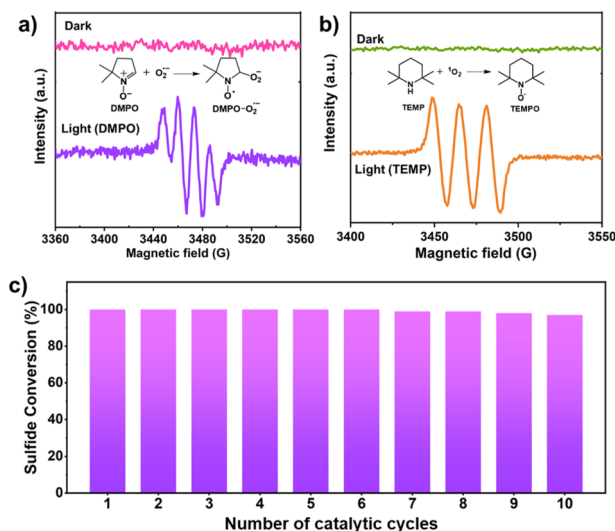 a)
Dark
+ O₂•⁻
N⁺
O⁻
DMPO
O₂⁻
N
O•
DMPO–O₂•⁻
Light (DMPO)
Intensity (a.u.)
3360 3400 3440 3480 3520 3560
Magnetic field (G)
b)
Dark
+ ¹O₂
N
H
TEMP
N
O•
TEMPO
Light (TEMP)
Intensity (a.u.)
3400 3450 3500 3550
Magnetic field (G)
c)
Sulfide Conversion (%)
100
80
60
40
20
0
1 2 3 4 5 6 7 8 9 10
Number of catalytic cycles